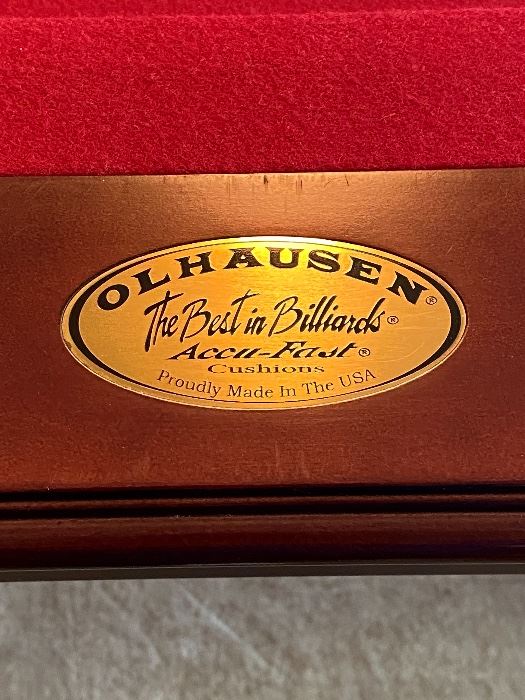 OLHAUSEN®
The Best in Billiards®
Accu-Fast®
Cushions
Proudly Made In The USA